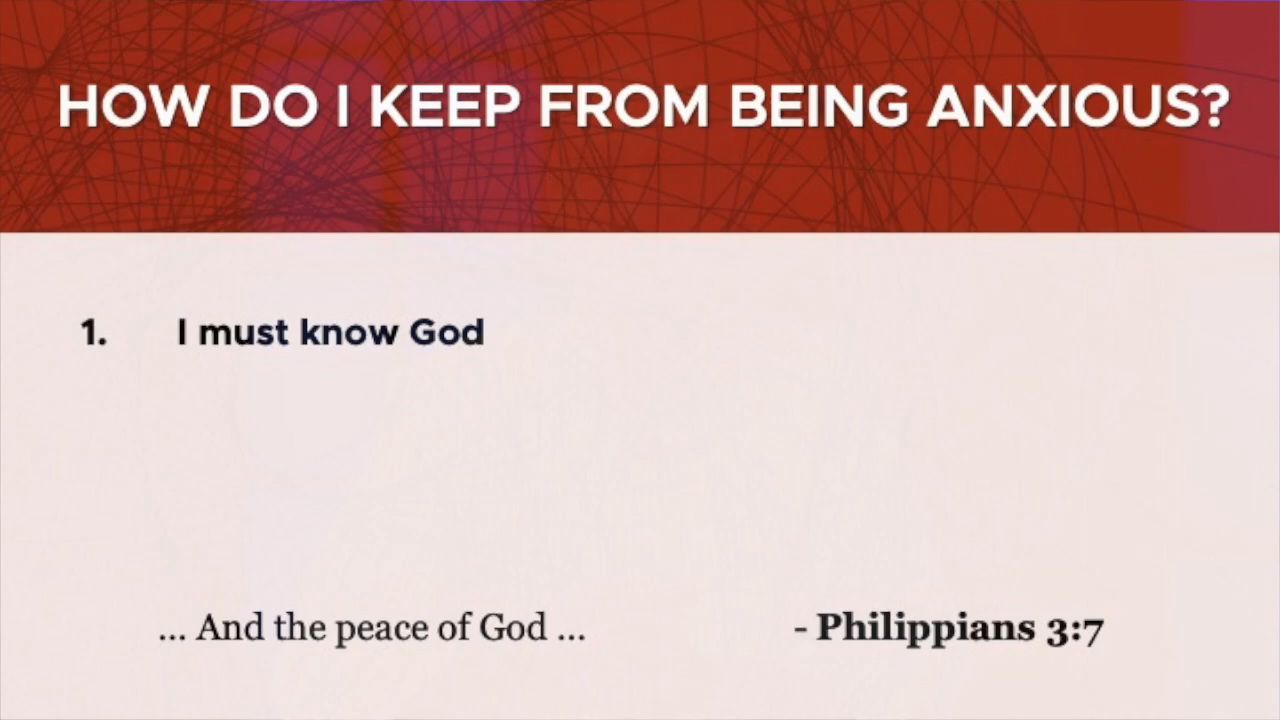 HOW DO I KEEP FROM BEING ANXIOUS?
1. I must know God
... And the peace of God ... - Philippians 3:7